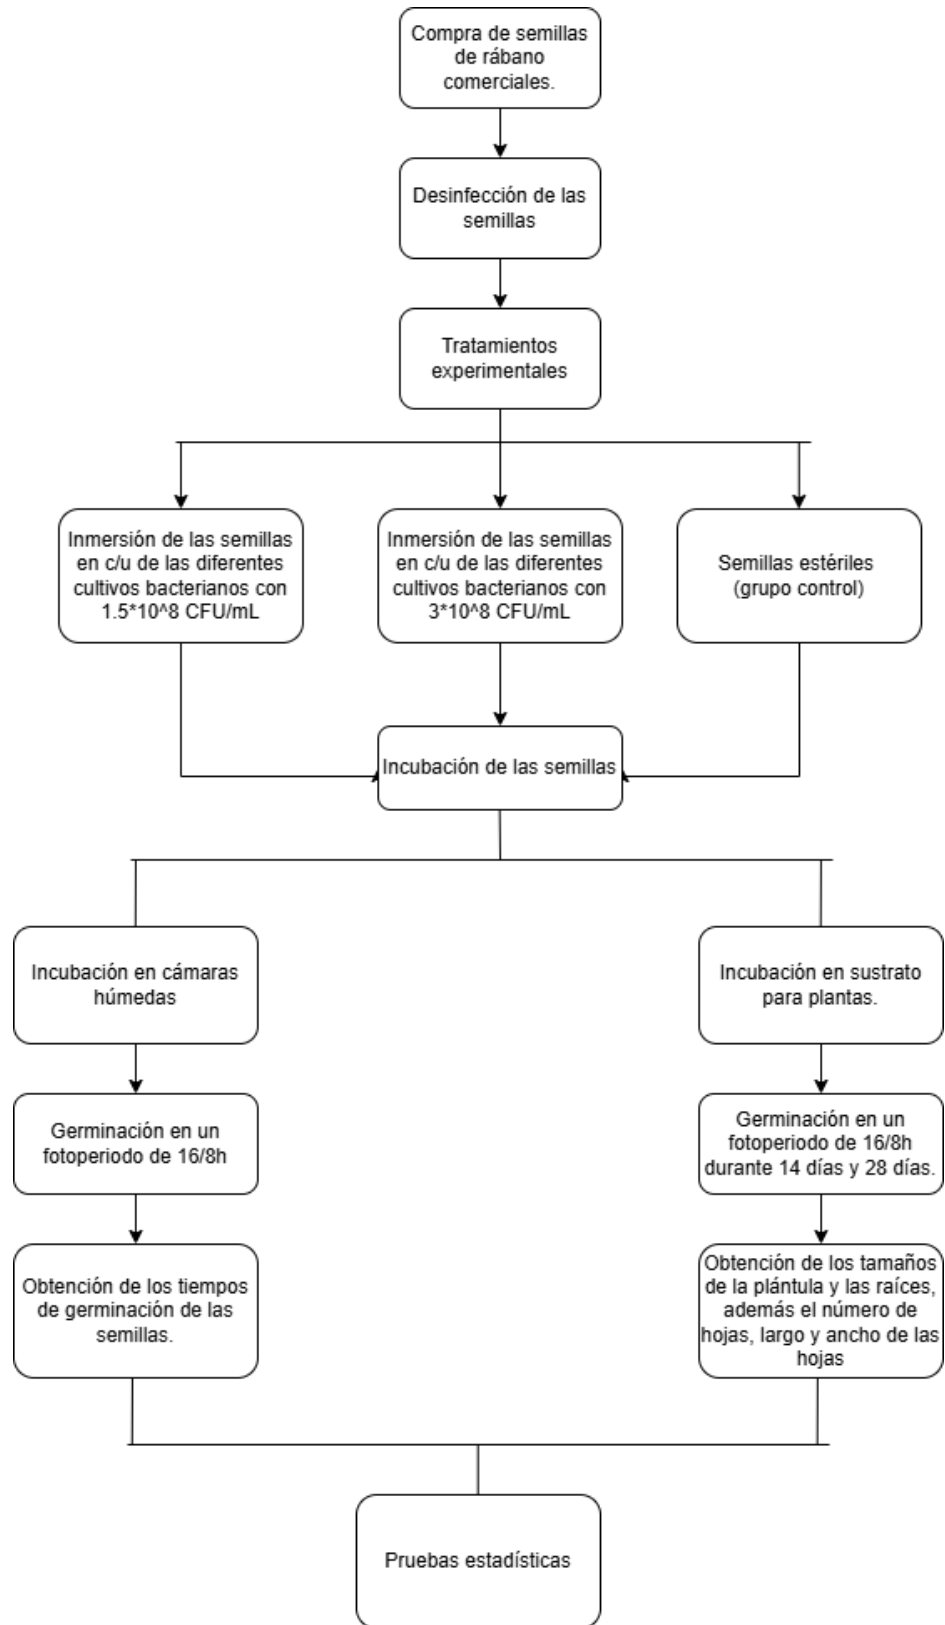 Compra de semillas
de rábano
comerciales.
Desinfección de las
semillas
Tratamientos
experimentales
Inmersión de las semillas
en c/u de las diferentes
cultivos bacterianos con
1.5*10^8 CFU/mL
Inmersión de las semillas
en c/u de las diferentes
cultivos bacterianos con
3*10^8 CFU/mL
Semillas estériles
(grupo control)
Incubación de las semillas
Incubación en cámaras
húmedas
Incubación en sustrato
para plantas.
Germinación en un
fotoperiodo de 16/8h
Germinación en un
fotoperiodo de 16/8h
durante 14 días y 28 días.
Obtención de los tiempos
de germinación de las
semillas.
Obtención de los tamaños
de la plántula y las raíces,
además el número de
hojas, largo y ancho de las
hojas
Pruebas estadísticas